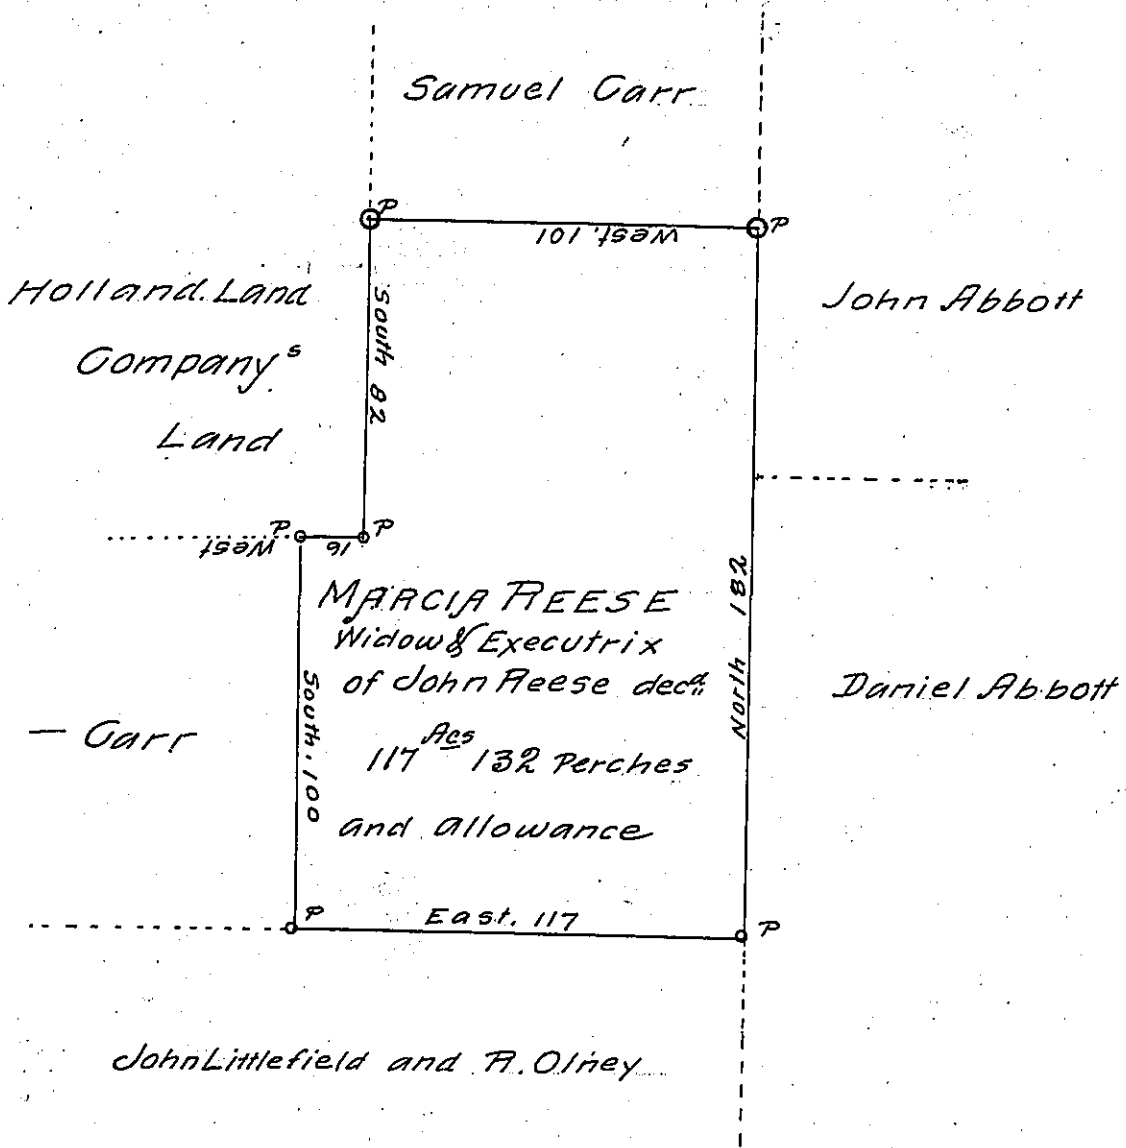 Samuel Carr
P
P
West. 101
Holland. Land
Company's
Land
South 82
John Abbott
P
P
West
16
MARCIA REESE
Widow & Executrix
of John Reese dec.d
117 Acs 132 Perches
and allowance
North 182
Daniel Abbott
— Carr
South. 100
P
East. 117
P
John Littlefield and R. Olney